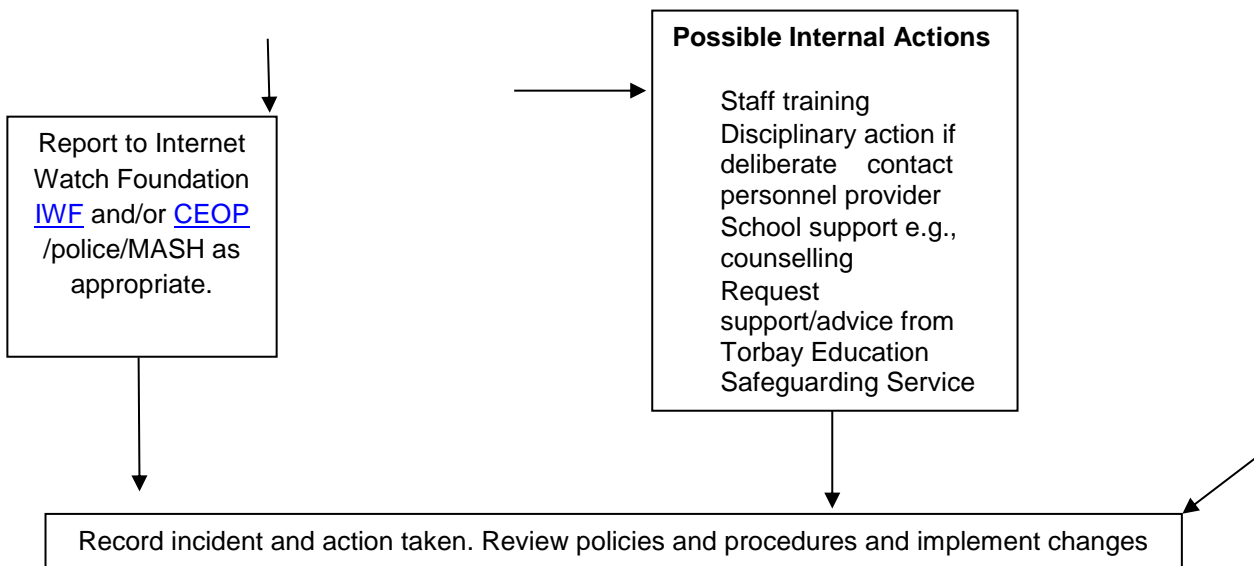 Possible Internal Actions
Staff training
Disciplinary action if
deliberate contact
personnel provider
School support e.g.,
counselling
Request
support/advice from
Torbay Education
Safeguarding Service
Report to Internet
Watch Foundation
IWF and/or CEOP
/police/MASH as
appropriate.
Record incident and action taken. Review policies and procedures and implement changes